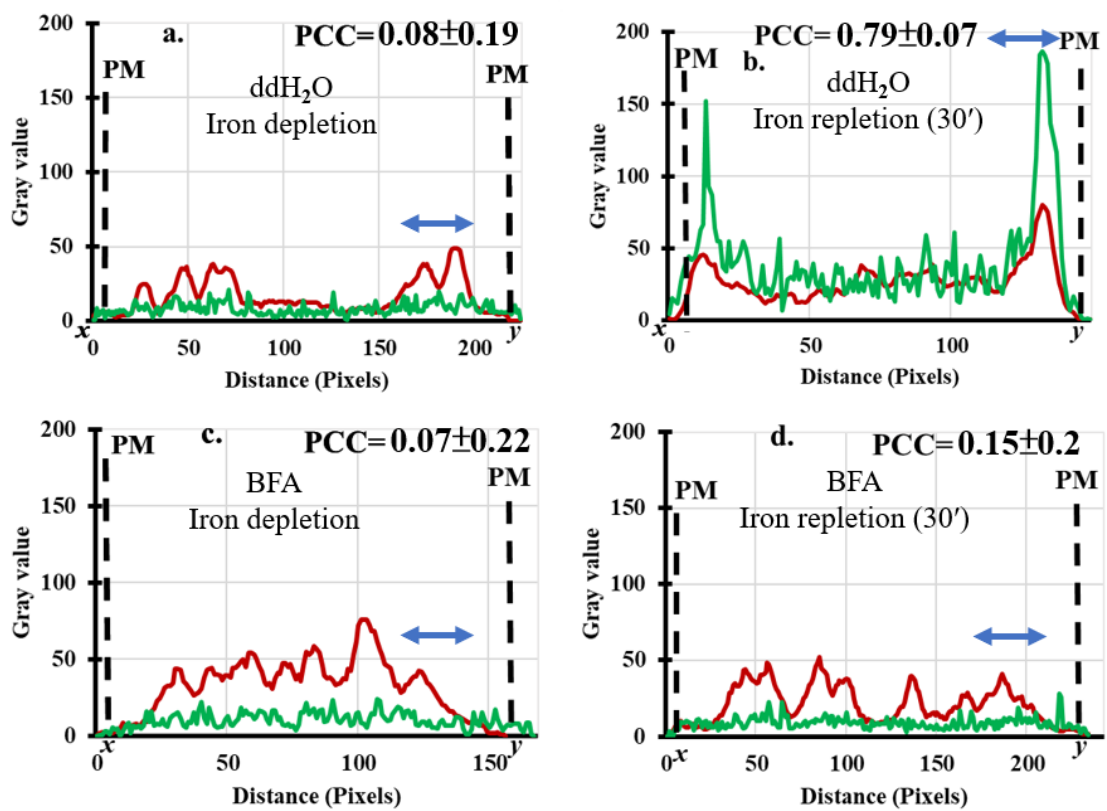 a.
PCC= 0.08±0.19
PM
PM
ddH₂O
Iron depletion
Gray value
200
150
100
50
0
x
y
0 50 100 150 200
Distance (Pixels)
PCC= 0.79±0.07
b.
PM
PM
ddH₂O
Iron repletion (30′)
Gray value
200
150
100
50
0
x
y
0 50 100
Distance (Pixels)
c.
PCC= 0.07±0.22
PM
PM
BFA
Iron depletion
Gray value
200
150
100
50
0
x
y
0 50 100 150
Distance (Pixels)
d.
PCC= 0.15±0.2
PM
PM
BFA
Iron repletion (30′)
Gray value
200
150
100
50
0
x
y
0 50 100 150 200
Distance (Pixels)